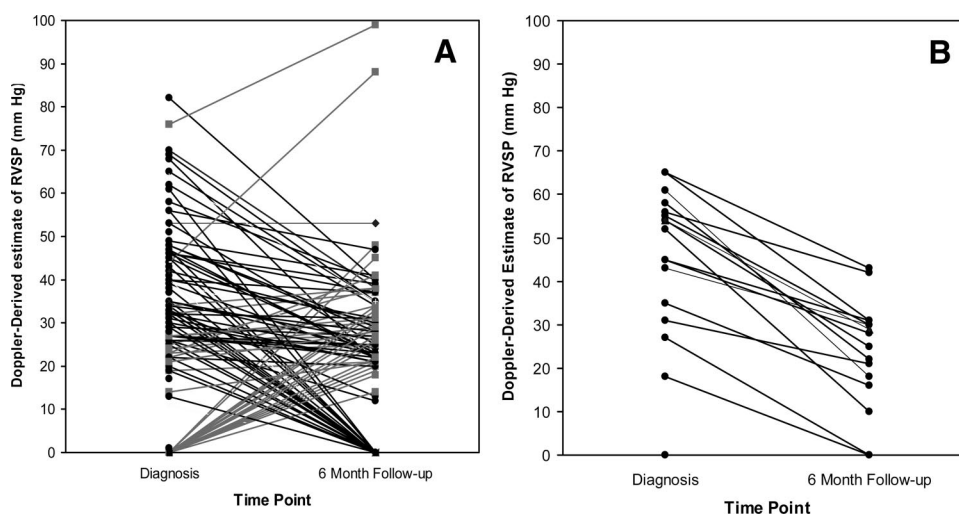 A
Doppler-Derived estimate of RVSP (mm Hg)
100
90
80
70
60
50
40
30
20
10
0
Diagnosis
6 Month Follow-up
Time Point
B
Doppler-Derived Estimate of RVSP (mm Hg)
100
90
80
70
60
50
40
30
20
10
0
Diagnosis
6 Month Follow-up
Time Point